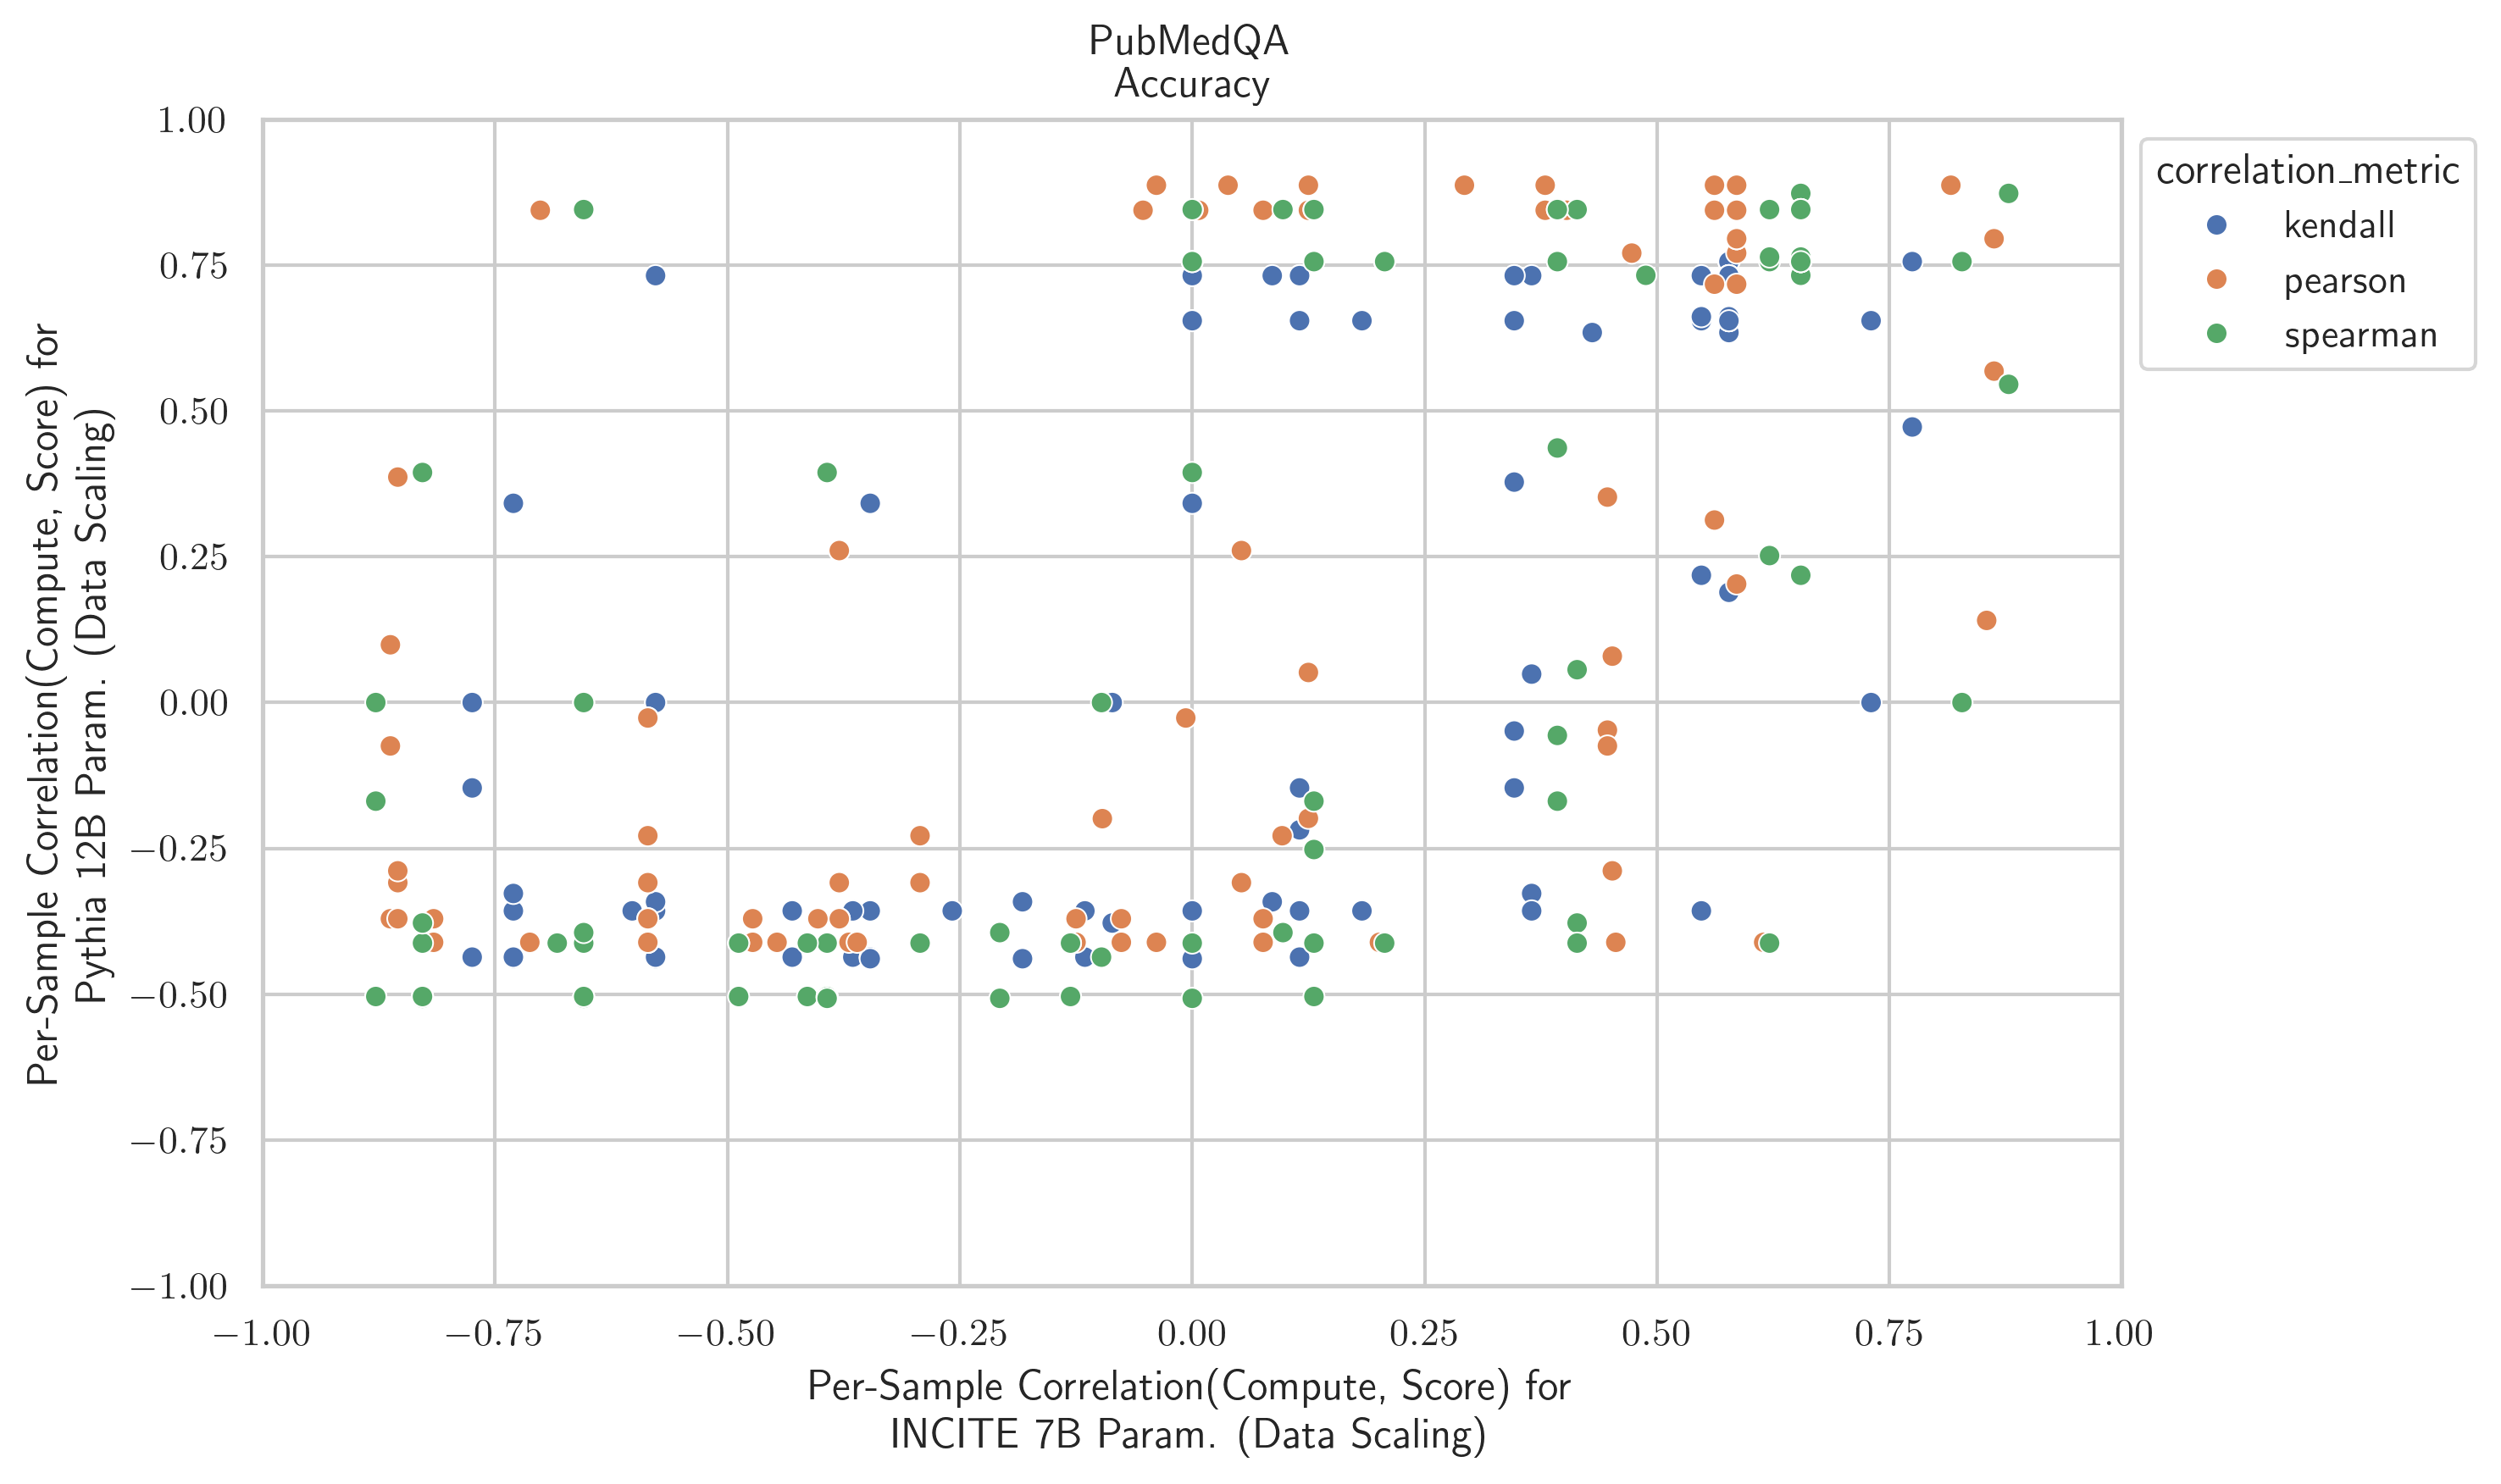 PubMedQA
Accuracy
Per-Sample Correlation(Compute, Score) for
Pythia 12B Param. (Data Scaling)
1.00
0.75
0.50
0.25
0.00
−0.25
−0.50
−0.75
−1.00
−1.00 −0.75 −0.50 −0.25 0.00 0.25 0.50 0.75 1.00
Per-Sample Correlation(Compute, Score) for
INCITE 7B Param. (Data Scaling)
correlation_metric
kendall
pearson
spearman